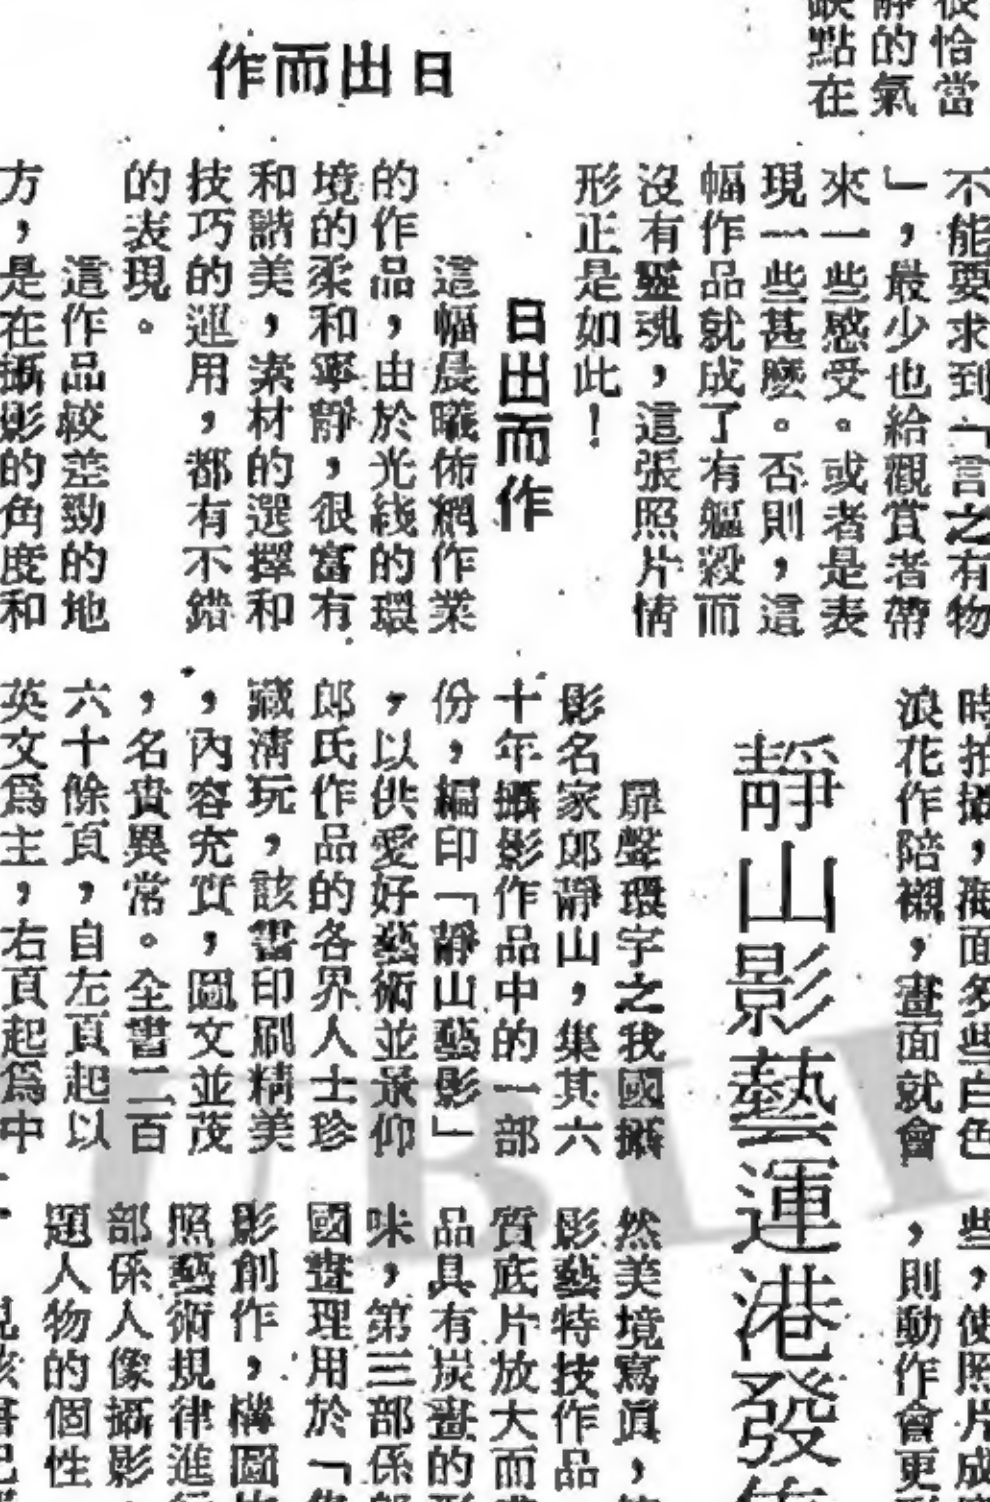 很恰當
靜的氣
缺點在
日出而作
不能要求到「言之有物
」，最少也給觀賞者帶
來一些感受。或者是表
現一些甚麼。否則，這
幅作品就成了有軀殼而
沒有靈魂，這張照片情
形正是如此！
日出而作
這幅晨曦佈網作業
的作品，由於光綫的環
境的柔和寧靜，很富有
和諧美，素材的選擇和
技巧的運用，都有不錯
的表現。
這作品較差勁的地
方，是在攝影的角度和
時拍攝，海面多些白色
浪花作陪襯，畫面就會
靜山影藝運港發
蜚聲環宇之我國攝
影名家郎靜山，集其六
十年攝影作品中的一部
份，編印「靜山藝影」
，以供愛好藝術並景仰
郎氏作品的各界人士珍
藏清玩，該書印刷精美
，內容充實，圖文並茂
，名貴異常。全書二百
六十餘頁，自左頁起以
英文爲主，右頁起爲中
些，使照片成
，則動作會更
然美境寫眞，
影藝特技作品
質底片放大而
品具有炭畫的
味，第三部係
國畫理用於「集
影創作，構圖
照藝術規律進
部係人像攝影
題人物的個性
UBLI